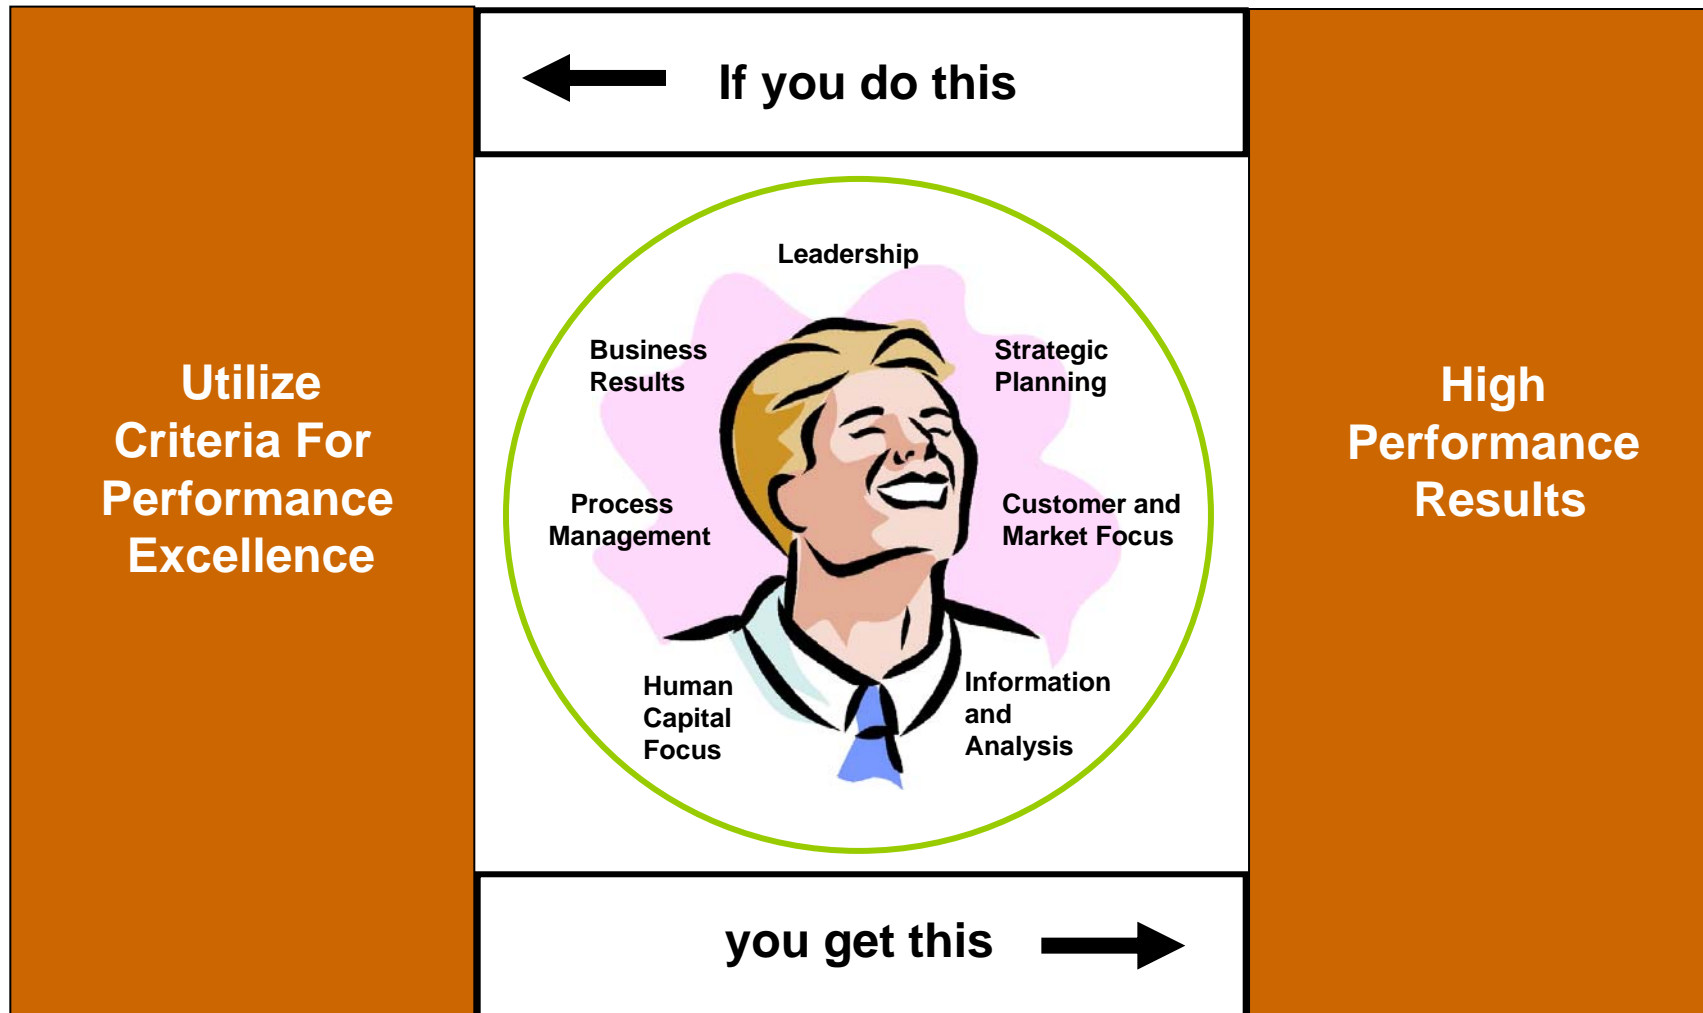 If you do this
Utilize
Criteria For
Performance
Excellence
Leadership
Business
Results
Strategic
Planning
Process
Management
Customer and
Market Focus
Human
Capital
Focus
Information
and
Analysis
High
Performance
Results
you get this